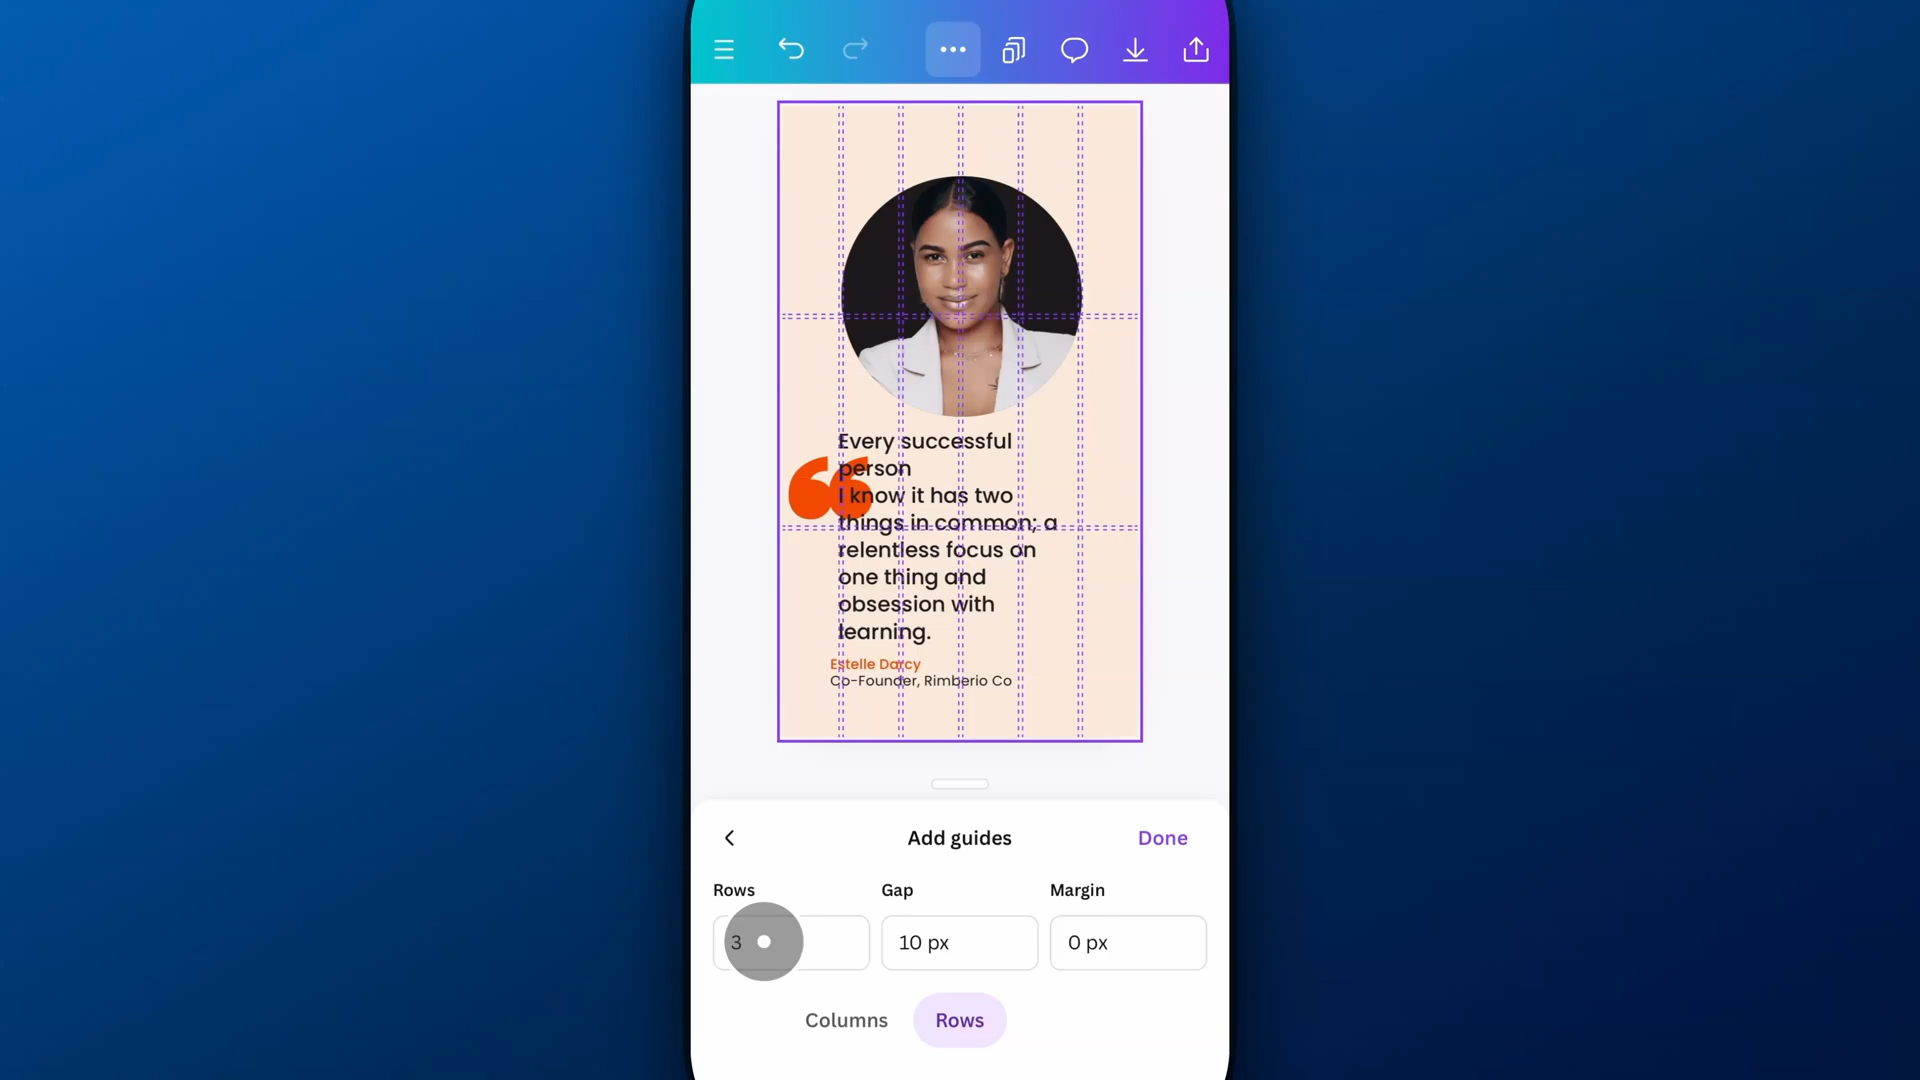 Every successful
person
I know it has two
things in common; a
relentless focus on
one thing and
obsession with
learning.
Estelle Darcy
Co-Founder, Rimberio Co
Add guides
Done
Rows
Gap
Margin
3
10 px
0 px
Columns
Rows